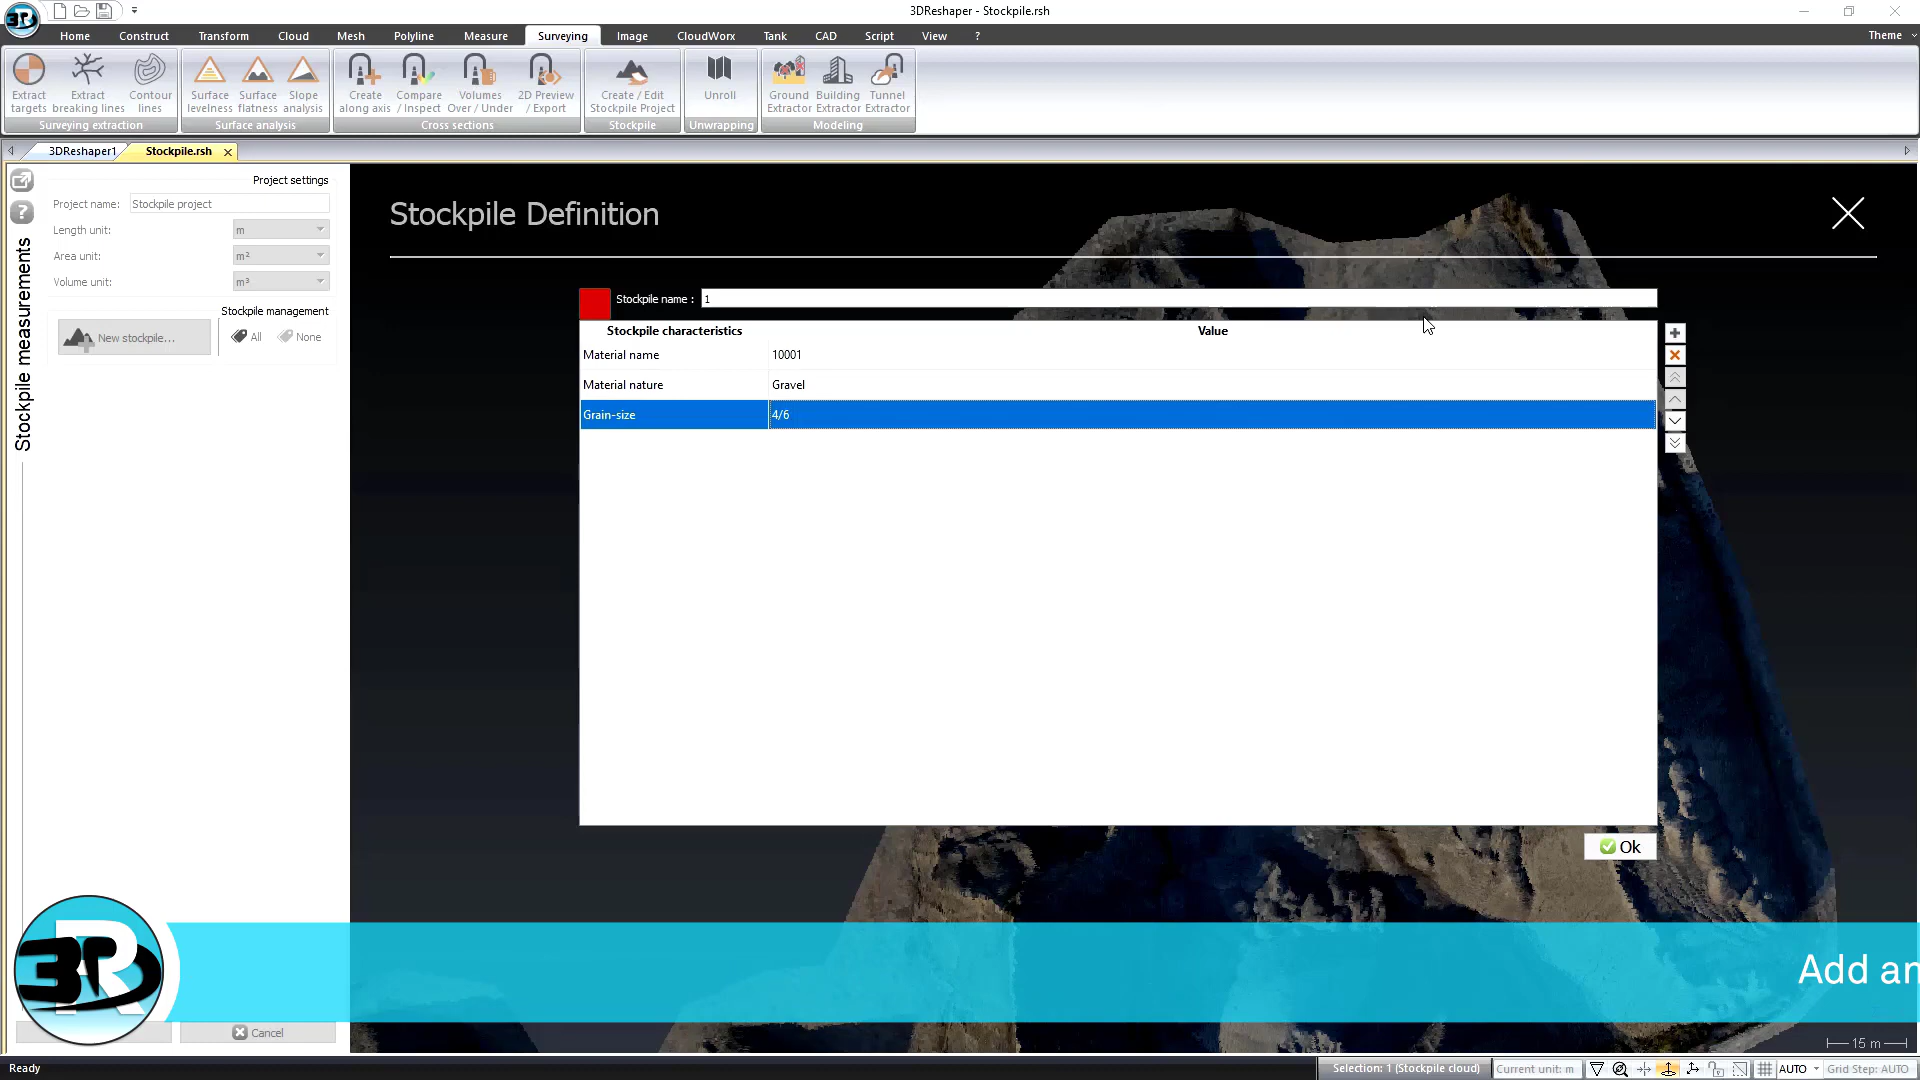 3DReshaper - Stockpile.rsh
Home Construct Transform Cloud Mesh Polyline Measure Surveying Image CloudWorx Tank CAD Script View ? Theme
Extract targets
Extract breaking lines
Contour lines
Surveying extraction
Surface levelness
Surface flatness
Slope analysis
Surface analysis
Create along axis
Compare / Inspect
Volumes Over / Under
2D Preview / Export
Cross sections
Create / Edit Stockpile Project
Stockpile
Unroll
Unwrapping
Ground Extractor
Building Extractor
Tunnel Extractor
Modeling
3DReshaper1 Stockpile.rsh
Stockpile measurements
Project settings
Project name: Stockpile project
Length unit: m
Area unit: m²
Volume unit: m³
Stockpile management
New stockpile... All None
Stockpile Definition
Stockpile name : 1
Stockpile characteristics Value
Material name 10001
Material nature Gravel
Grain-size 4/6
Ok
3DR
Add an
Cancel
15 m
Ready Selection: 1 (Stockpile cloud) Current unit: m AUTO Grid Step: AUTO